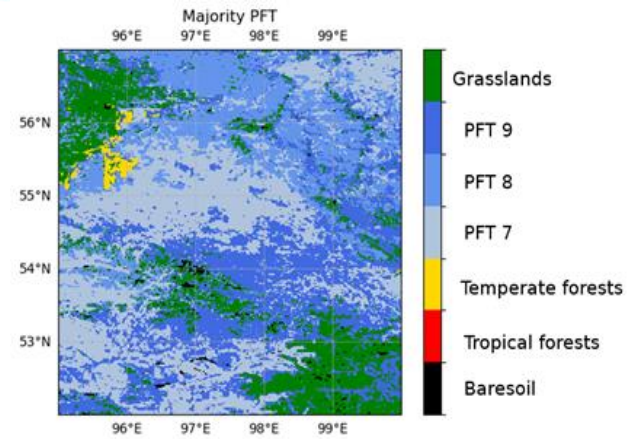 Majority PFT
96°E 97°E 98°E 99°E
Grasslands
56°N
PFT 9
PFT 8
55°N
PFT 7
54°N
Temperate forests
53°N
Tropical forests
Baresoil
96°E 97°E 98°E 99°E